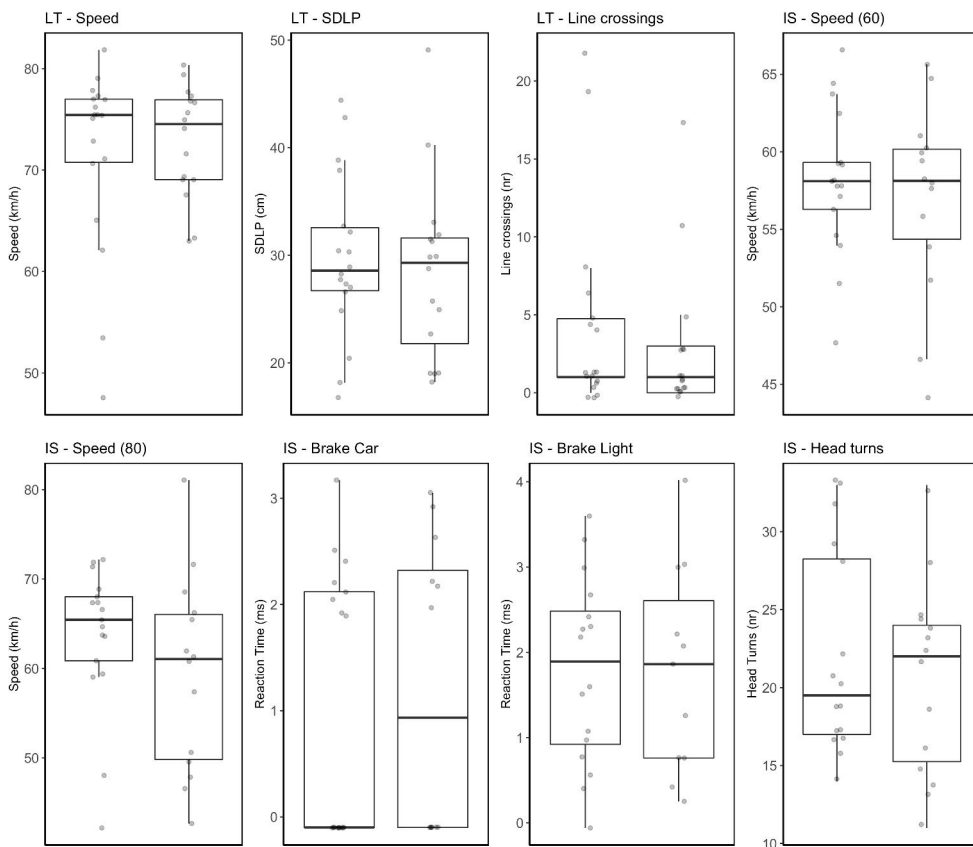 LT - Speed
LT - SDLP
LT - Line crossings
IS - Speed (60)
Speed (km/h)
80
70
60
50
SDLP (cm)
50
40
30
20
Line crossings (nr)
20
15
10
5
0
Speed (km/h)
65
60
55
50
45
IS - Speed (80)
IS - Brake Car
IS - Brake Light
IS - Head turns
Speed (km/h)
80
70
60
50
Reaction Time (ms)
3
2
1
0
Reaction Time (ms)
4
3
2
1
0
Head Turns (nr)
30
25
20
15
10